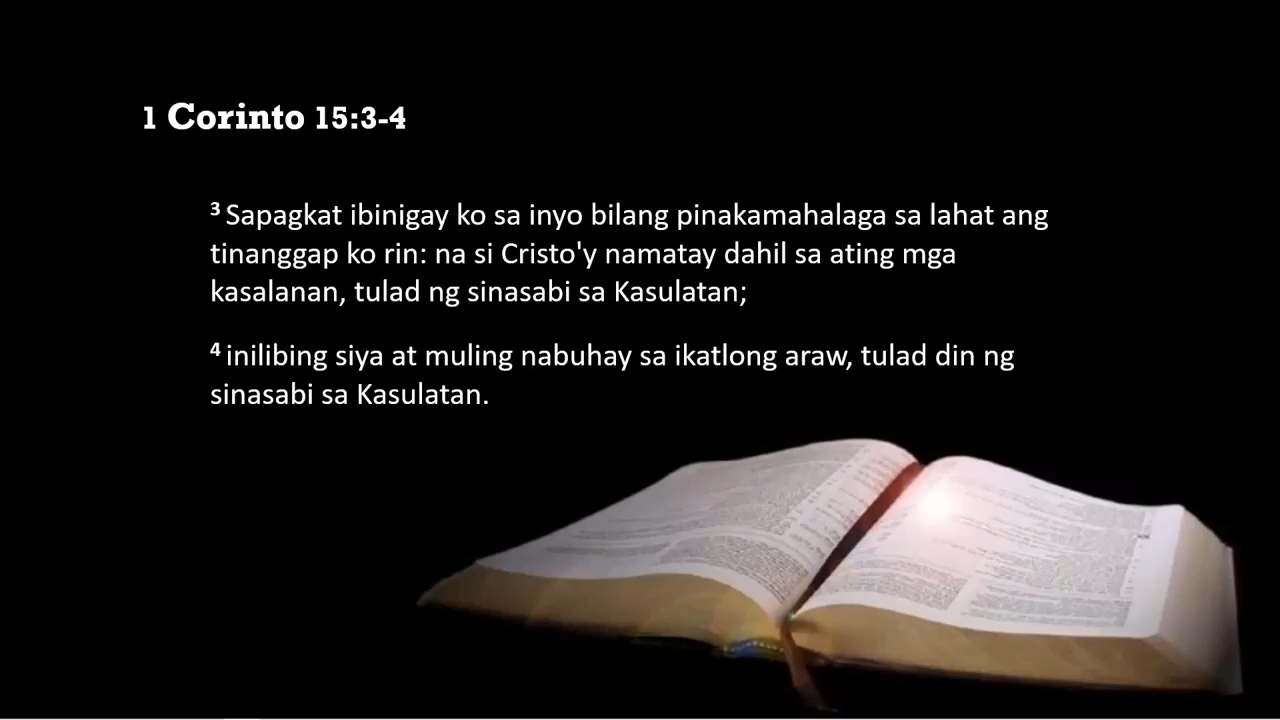 1 Corinto 15:3-4
3 Sapagkat ibinigay ko sa inyo bilang pinakamahalaga sa lahat ang
tinanggap ko rin: na si Cristo'y namatay dahil sa ating mga
kasalanan, tulad ng sinasabi sa Kasulatan;
4 inilibing siya at muling nabuhay sa ikatlong araw, tulad din ng
sinasabi sa Kasulatan.